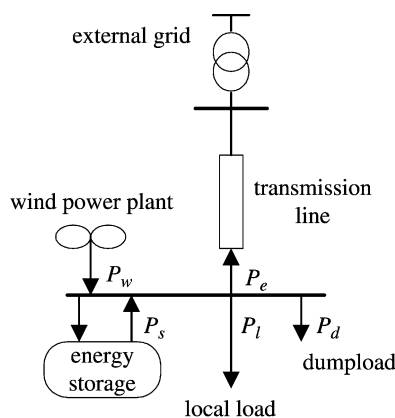 external grid
transmission
line
wind power plant
P_w
P_e
P_s
P_l
P_d
energy
storage
dumpload
local load